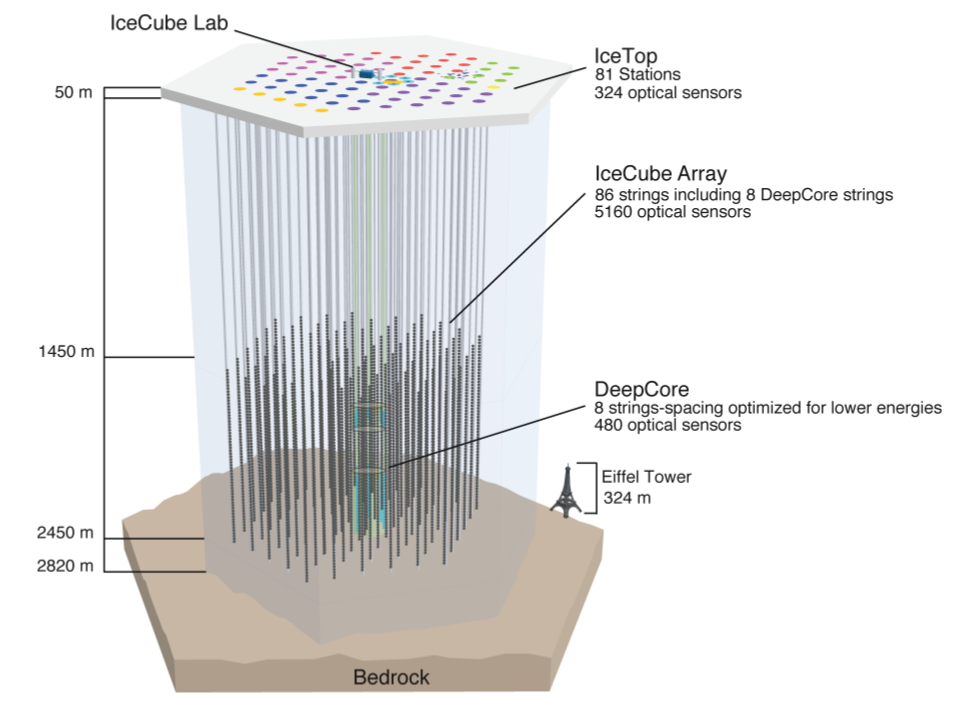 IceCube Lab
50 m
IceTop
81 Stations
324 optical sensors
IceCube Array
86 strings including 8 DeepCore strings
5160 optical sensors
1450 m
DeepCore
8 strings-spacing optimized for lower energies
480 optical sensors
Eiffel Tower
324 m
2450 m
2820 m
Bedrock